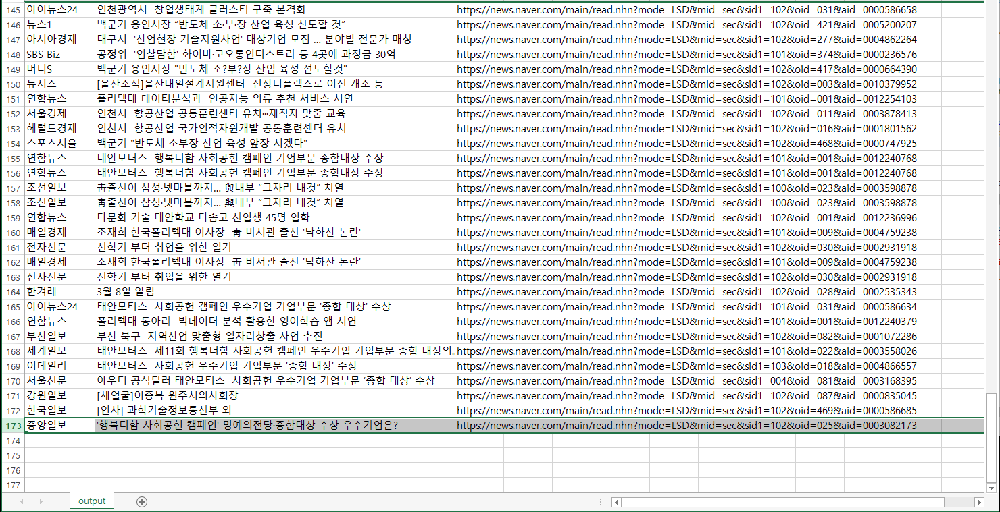 145 아이뉴스24 인천광역시 창업생태계 클러스터 구축 본격화 https://news.naver.com/main/read.nhn?mode=LSD&mid=sec&sid1=102&oid=031&aid=0000586658
146 뉴스1 백군기 용인시장 “반도체 소·부·장 산업 육성 선도할 것” https://news.naver.com/main/read.nhn?mode=LSD&mid=sec&sid1=102&oid=421&aid=0005200207
147 아시아경제 대구시 '산업현장 기술지원사업' 대상기업 모집 ... 분야별 전문가 매칭 https://news.naver.com/main/read.nhn?mode=LSD&mid=sec&sid1=102&oid=277&aid=0004862264
148 SBS Biz 공정위 '입찰담합' 화이바·코오롱인더스트리 등 4곳에 과징금 30억 https://news.naver.com/main/read.nhn?mode=LSD&mid=sec&sid1=101&oid=374&aid=0000236576
149 머니S 백군기 용인시장 "반도체 소?부?장 산업 육성 선도할것" https://news.naver.com/main/read.nhn?mode=LSD&mid=sec&sid1=102&oid=417&aid=0000664390
150 뉴시스 [울산소식]울산내일설계지원센터 진장디플렉스로 이전 개소 등 https://news.naver.com/main/read.nhn?mode=LSD&mid=sec&sid1=102&oid=003&aid=0010379952
151 연합뉴스 폴리텍대 데이터분석과 인공지능 의류 추천 서비스 시연 https://news.naver.com/main/read.nhn?mode=LSD&mid=sec&sid1=101&oid=001&aid=0012254103
152 서울경제 인천시 항공산업 공동훈련센터 유치···재직자 맞춤 교육 https://news.naver.com/main/read.nhn?mode=LSD&mid=sec&sid1=102&oid=011&aid=0003878413
153 헤럴드경제 인천시 항공산업 국가인적자원개발 공동훈련센터 유치 https://news.naver.com/main/read.nhn?mode=LSD&mid=sec&sid1=102&oid=016&aid=0001801562
154 스포츠서울 백군기 "반도체 소부장 산업 육성 앞장 서겠다" https://news.naver.com/main/read.nhn?mode=LSD&mid=sec&sid1=102&oid=468&aid=0000747925
155 연합뉴스 태안모터스 행복더함 사회공헌 캠페인 기업부문 종합대상 수상 https://news.naver.com/main/read.nhn?mode=LSD&mid=sec&sid1=101&oid=001&aid=0012240768
156 연합뉴스 태안모터스 행복더함 사회공헌 캠페인 기업부문 종합대상 수상 https://news.naver.com/main/read.nhn?mode=LSD&mid=sec&sid1=101&oid=001&aid=0012240768
157 조선일보 靑출신이 삼성·넷마블까지... 與내부 “그자리 내것” 치열 https://news.naver.com/main/read.nhn?mode=LSD&mid=sec&sid1=100&oid=023&aid=0003598878
158 조선일보 靑출신이 삼성·넷마블까지... 與내부 “그자리 내것” 치열 https://news.naver.com/main/read.nhn?mode=LSD&mid=sec&sid1=100&oid=023&aid=0003598878
159 연합뉴스 다문화 기술 대안학교 다솜고 신입생 45명 입학 https://news.naver.com/main/read.nhn?mode=LSD&mid=sec&sid1=102&oid=001&aid=0012236996
160 매일경제 조재희 한국폴리텍대 이사장 靑 비서관 출신 '낙하산 논란' https://news.naver.com/main/read.nhn?mode=LSD&mid=sec&sid1=101&oid=009&aid=0004759238
161 전자신문 신학기 부터 취업을 위한 열기 https://news.naver.com/main/read.nhn?mode=LSD&mid=sec&sid1=102&oid=030&aid=0002931918
162 매일경제 조재희 한국폴리텍대 이사장 靑 비서관 출신 '낙하산 논란' https://news.naver.com/main/read.nhn?mode=LSD&mid=sec&sid1=101&oid=009&aid=0004759238
163 전자신문 신학기 부터 취업을 위한 열기 https://news.naver.com/main/read.nhn?mode=LSD&mid=sec&sid1=102&oid=030&aid=0002931918
164 한겨레 3월 8일 알림 https://news.naver.com/main/read.nhn?mode=LSD&mid=sec&sid1=102&oid=028&aid=0002535343
165 아이뉴스24 태안모터스 사회공헌 캠페인 우수기업 기업부문 '종합 대상' 수상 https://news.naver.com/main/read.nhn?mode=LSD&mid=sec&sid1=101&oid=031&aid=0000586634
166 연합뉴스 폴리텍대 동아리 빅데이터 분석 활용한 영어학습 앱 시연 https://news.naver.com/main/read.nhn?mode=LSD&mid=sec&sid1=101&oid=001&aid=0012240379
167 부산일보 부산 북구 지역산업 맞춤형 일자리창출 사업 추진 https://news.naver.com/main/read.nhn?mode=LSD&mid=sec&sid1=102&oid=082&aid=0001072286
168 세계일보 태안모터스 제11회 행복더함 사회공헌 캠페인 우수기업 기업부문 종합 대상의... https://news.naver.com/main/read.nhn?mode=LSD&mid=sec&sid1=101&oid=022&aid=0003558026
169 이데일리 태안모터스 사회공헌 우수기업 기업부문 '종합 대상' 수상 https://news.naver.com/main/read.nhn?mode=LSD&mid=sec&sid1=103&oid=018&aid=0004866557
170 서울신문 아우디 공식딜러 태안모터스 사회공헌 우수기업 기업부문 '종합 대상' 수상 https://news.naver.com/main/read.nhn?mode=LSD&mid=sec&sid1=004&oid=081&aid=0003168395
171 강원일보 [새얼굴]이종복 원주시의사회장 https://news.naver.com/main/read.nhn?mode=LSD&mid=sec&sid1=102&oid=087&aid=0000835045
172 한국일보 [인사] 과학기술정보통신부 외 https://news.naver.com/main/read.nhn?mode=LSD&mid=sec&sid1=102&oid=469&aid=0000586685
173 중앙일보 '행복더함 사회공헌 캠페인' 명예의전당·종합대상 수상 우수기업은? https://news.naver.com/main/read.nhn?mode=LSD&mid=sec&sid1=102&oid=025&aid=0003082173
174
175
176
177
output